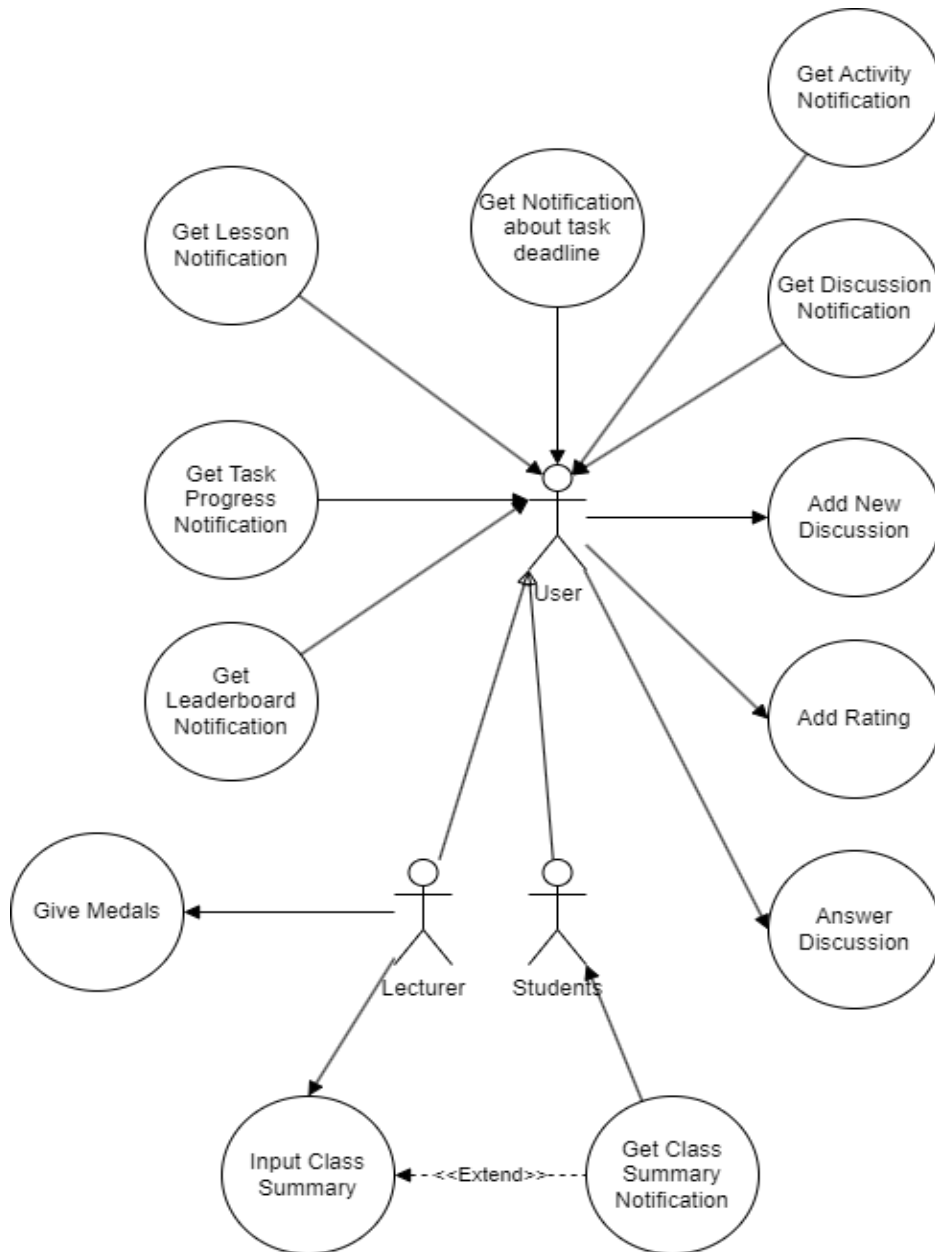 Get Activity
Notification
Get Notification
about task
deadline
Get Lesson
Notification
Get Discussion
Notification
Get Task
Progress
Notification
Add New
Discussion
User
Get
Leaderboard
Notification
Add Rating
Give Medals
Answer
Discussion
Lecturer
Students
Input Class
Summary
<<Extend>>
Get Class
Summary
Notification